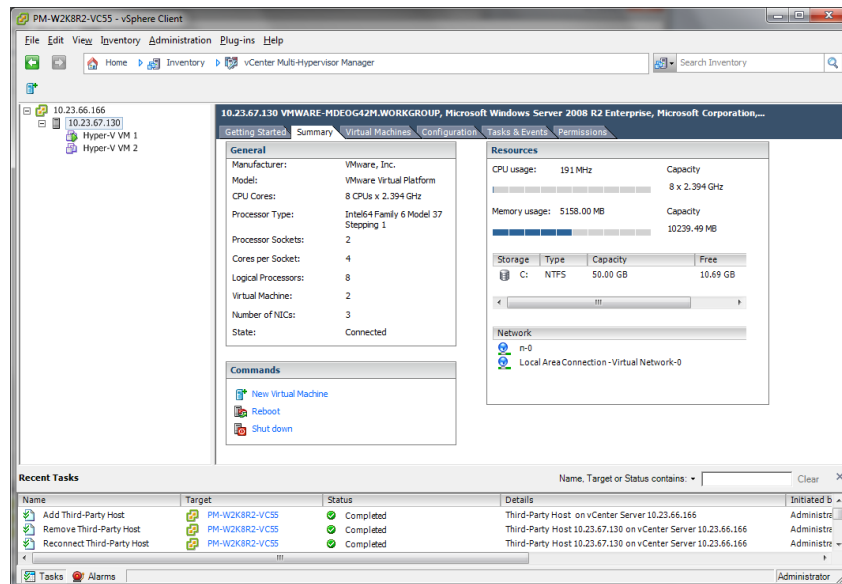 PM-W2K8R2-VC55 - vSphere Client
File Edit View Inventory Administration Plug-ins Help
Home Inventory vCenter Multi-Hypervisor Manager Search Inventory
10.23.66.166
10.23.67.130
Hyper-V VM 1
Hyper-V VM 2
10.23.67.130 VMWARE-MDEOG42M.WORKGROUP, Microsoft Windows Server 2008 R2 Enterprise, Microsoft Corporation,...
Getting Started Summary Virtual Machines Configuration Tasks & Events Permissions
General
Manufacturer: VMware, Inc.
Model: VMware Virtual Platform
CPU Cores: 8 CPUs x 2.394 GHz
Processor Type: Intel64 Family 6 Model 37
Stepping 1
Processor Sockets: 2
Cores per Socket: 4
Logical Processors: 8
Virtual Machine: 2
Number of NICs: 3
State: Connected
Commands
New Virtual Machine
Reboot
Shut down
Resources
CPU usage: 191 MHz Capacity
8 x 2.394 GHz
Memory usage: 5158.00 MB Capacity
10239.49 MB
Storage Type Capacity Free
C: NTFS 50.00 GB 10.69 GB
Network
n-0
Local Area Connection - Virtual Network-0
Recent Tasks Name, Target or Status contains: Clear
Name Target Status Details Initiated b
Add Third-Party Host PM-W2K8R2-VC55 Completed Third-Party Host on vCenter Server 10.23.66.166 Administra
Remove Third-Party Host PM-W2K8R2-VC55 Completed Third-Party Host 10.23.67.130 on vCenter Server 10.23.66.166 Administra
Reconnect Third-Party Host PM-W2K8R2-VC55 Completed Third-Party Host 10.23.67.130 on vCenter Server 10.23.66.166 Administra
Tasks Alarms Administrator